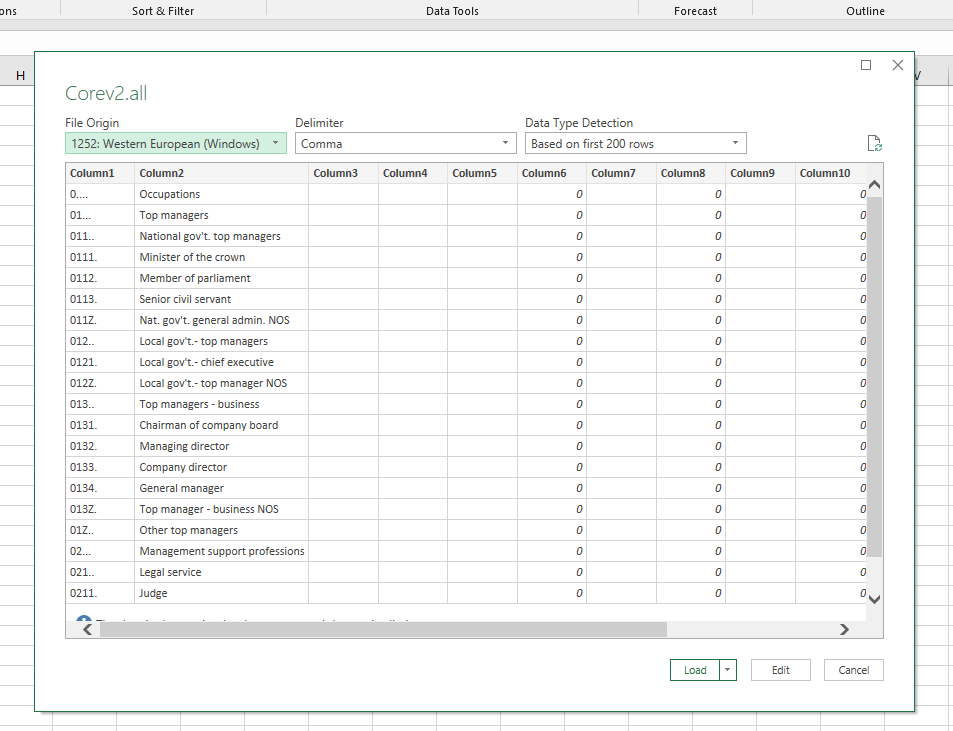 ons Sort & Filter Data Tools Forecast Outline
H V
Corev2.all
File Origin Delimiter Data Type Detection
1252: Western European (Windows) Comma Based on first 200 rows
Column1 Column2 Column3 Column4 Column5 Column6 Column7 Column8 Column9 Column10
0.... Occupations 0 0 0
01... Top managers 0 0 0
011.. National gov't. top managers 0 0 0
0111. Minister of the crown 0 0 0
0112. Member of parliament 0 0 0
0113. Senior civil servant 0 0 0
011Z. Nat. gov't. general admin. NOS 0 0 0
012.. Local gov't.- top managers 0 0 0
0121. Local gov't.- chief executive 0 0 0
012Z. Local gov't.- top manager NOS 0 0 0
013.. Top managers - business 0 0 0
0131. Chairman of company board 0 0 0
0132. Managing director 0 0 0
0133. Company director 0 0 0
0134. General manager 0 0 0
013Z. Top manager - business NOS 0 0 0
01Z.. Other top managers 0 0 0
02... Management support professions 0 0 0
021.. Legal service 0 0 0
0211. Judge 0 0 0
Load Edit Cancel